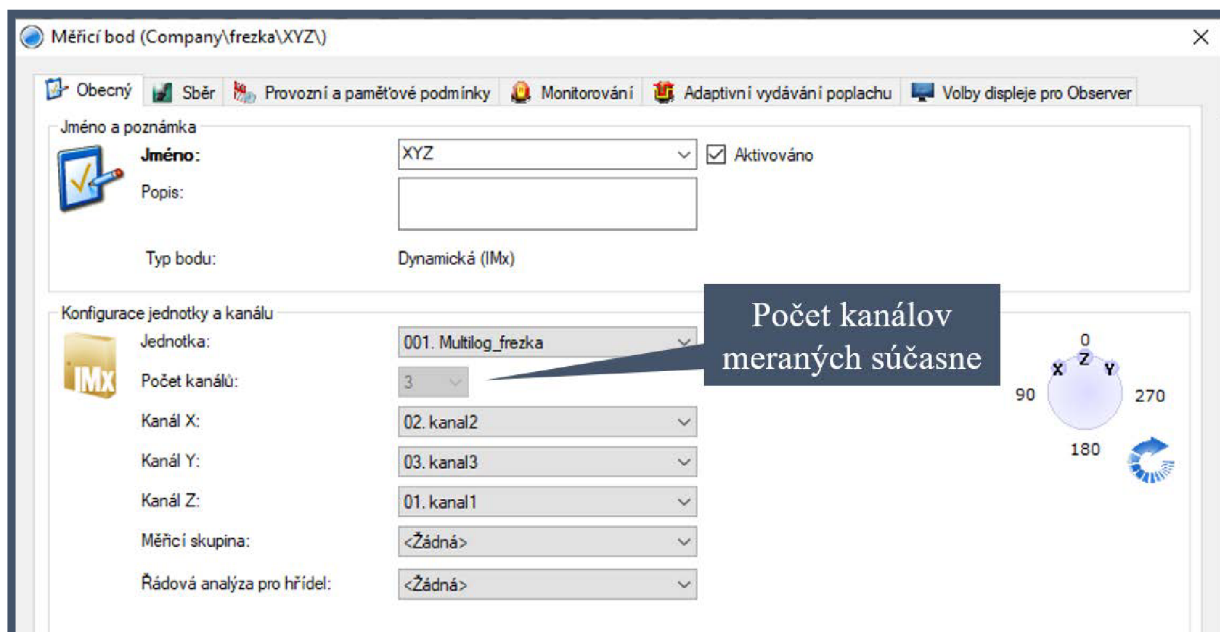 Měřicí bod (Company\frezka\XYZ\)
Obecný Sběr Provozní a paměťové podmínky Monitorování Adaptivní vydávání poplachu Volby displeje pro Observer
Jméno a poznámka
Jméno: XYZ Aktivováno
Popis:
Typ bodu: Dynamická (IMx)
Konfigurace jednotky a kanálu
Jednotka: 001. Multilog_frezka
Počet kanálů: 3
Kanál X: 02. kanal2
Kanál Y: 03. kanal3
Kanál Z: 01. kanal1
Měřicí skupina: <Žádná>
Řádová analýza pro hřídel: <Žádná>
IMx
Počet kanálov
meraných súčasne
0
X Z Y
90 270
180